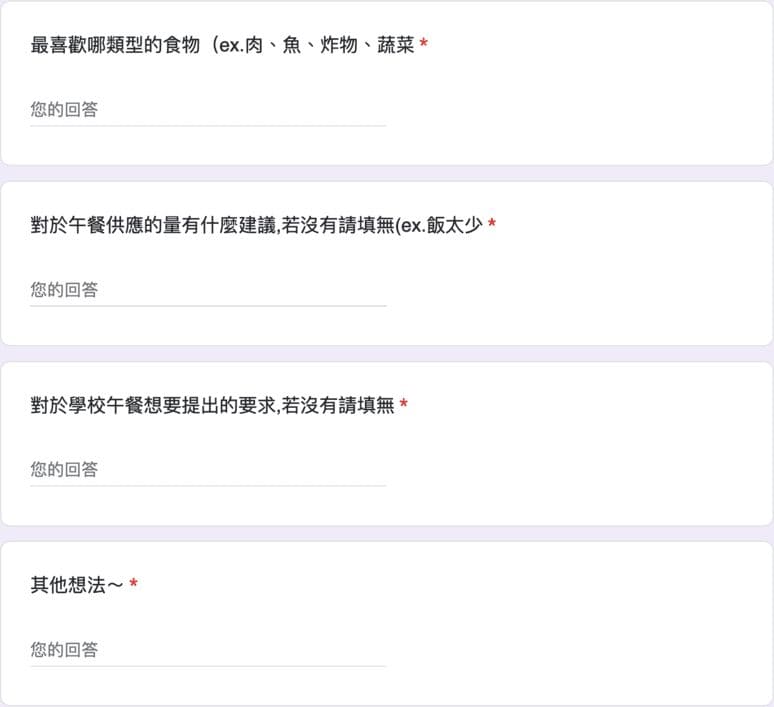 最喜歡哪類型的食物（ex.肉、魚、炸物、蔬菜 *
您的回答
對於午餐供應的量有什麼建議,若沒有請填無(ex.飯太少 *
您的回答
對於學校午餐想要提出的要求,若沒有請填無 *
您的回答
其他想法～ *
您的回答